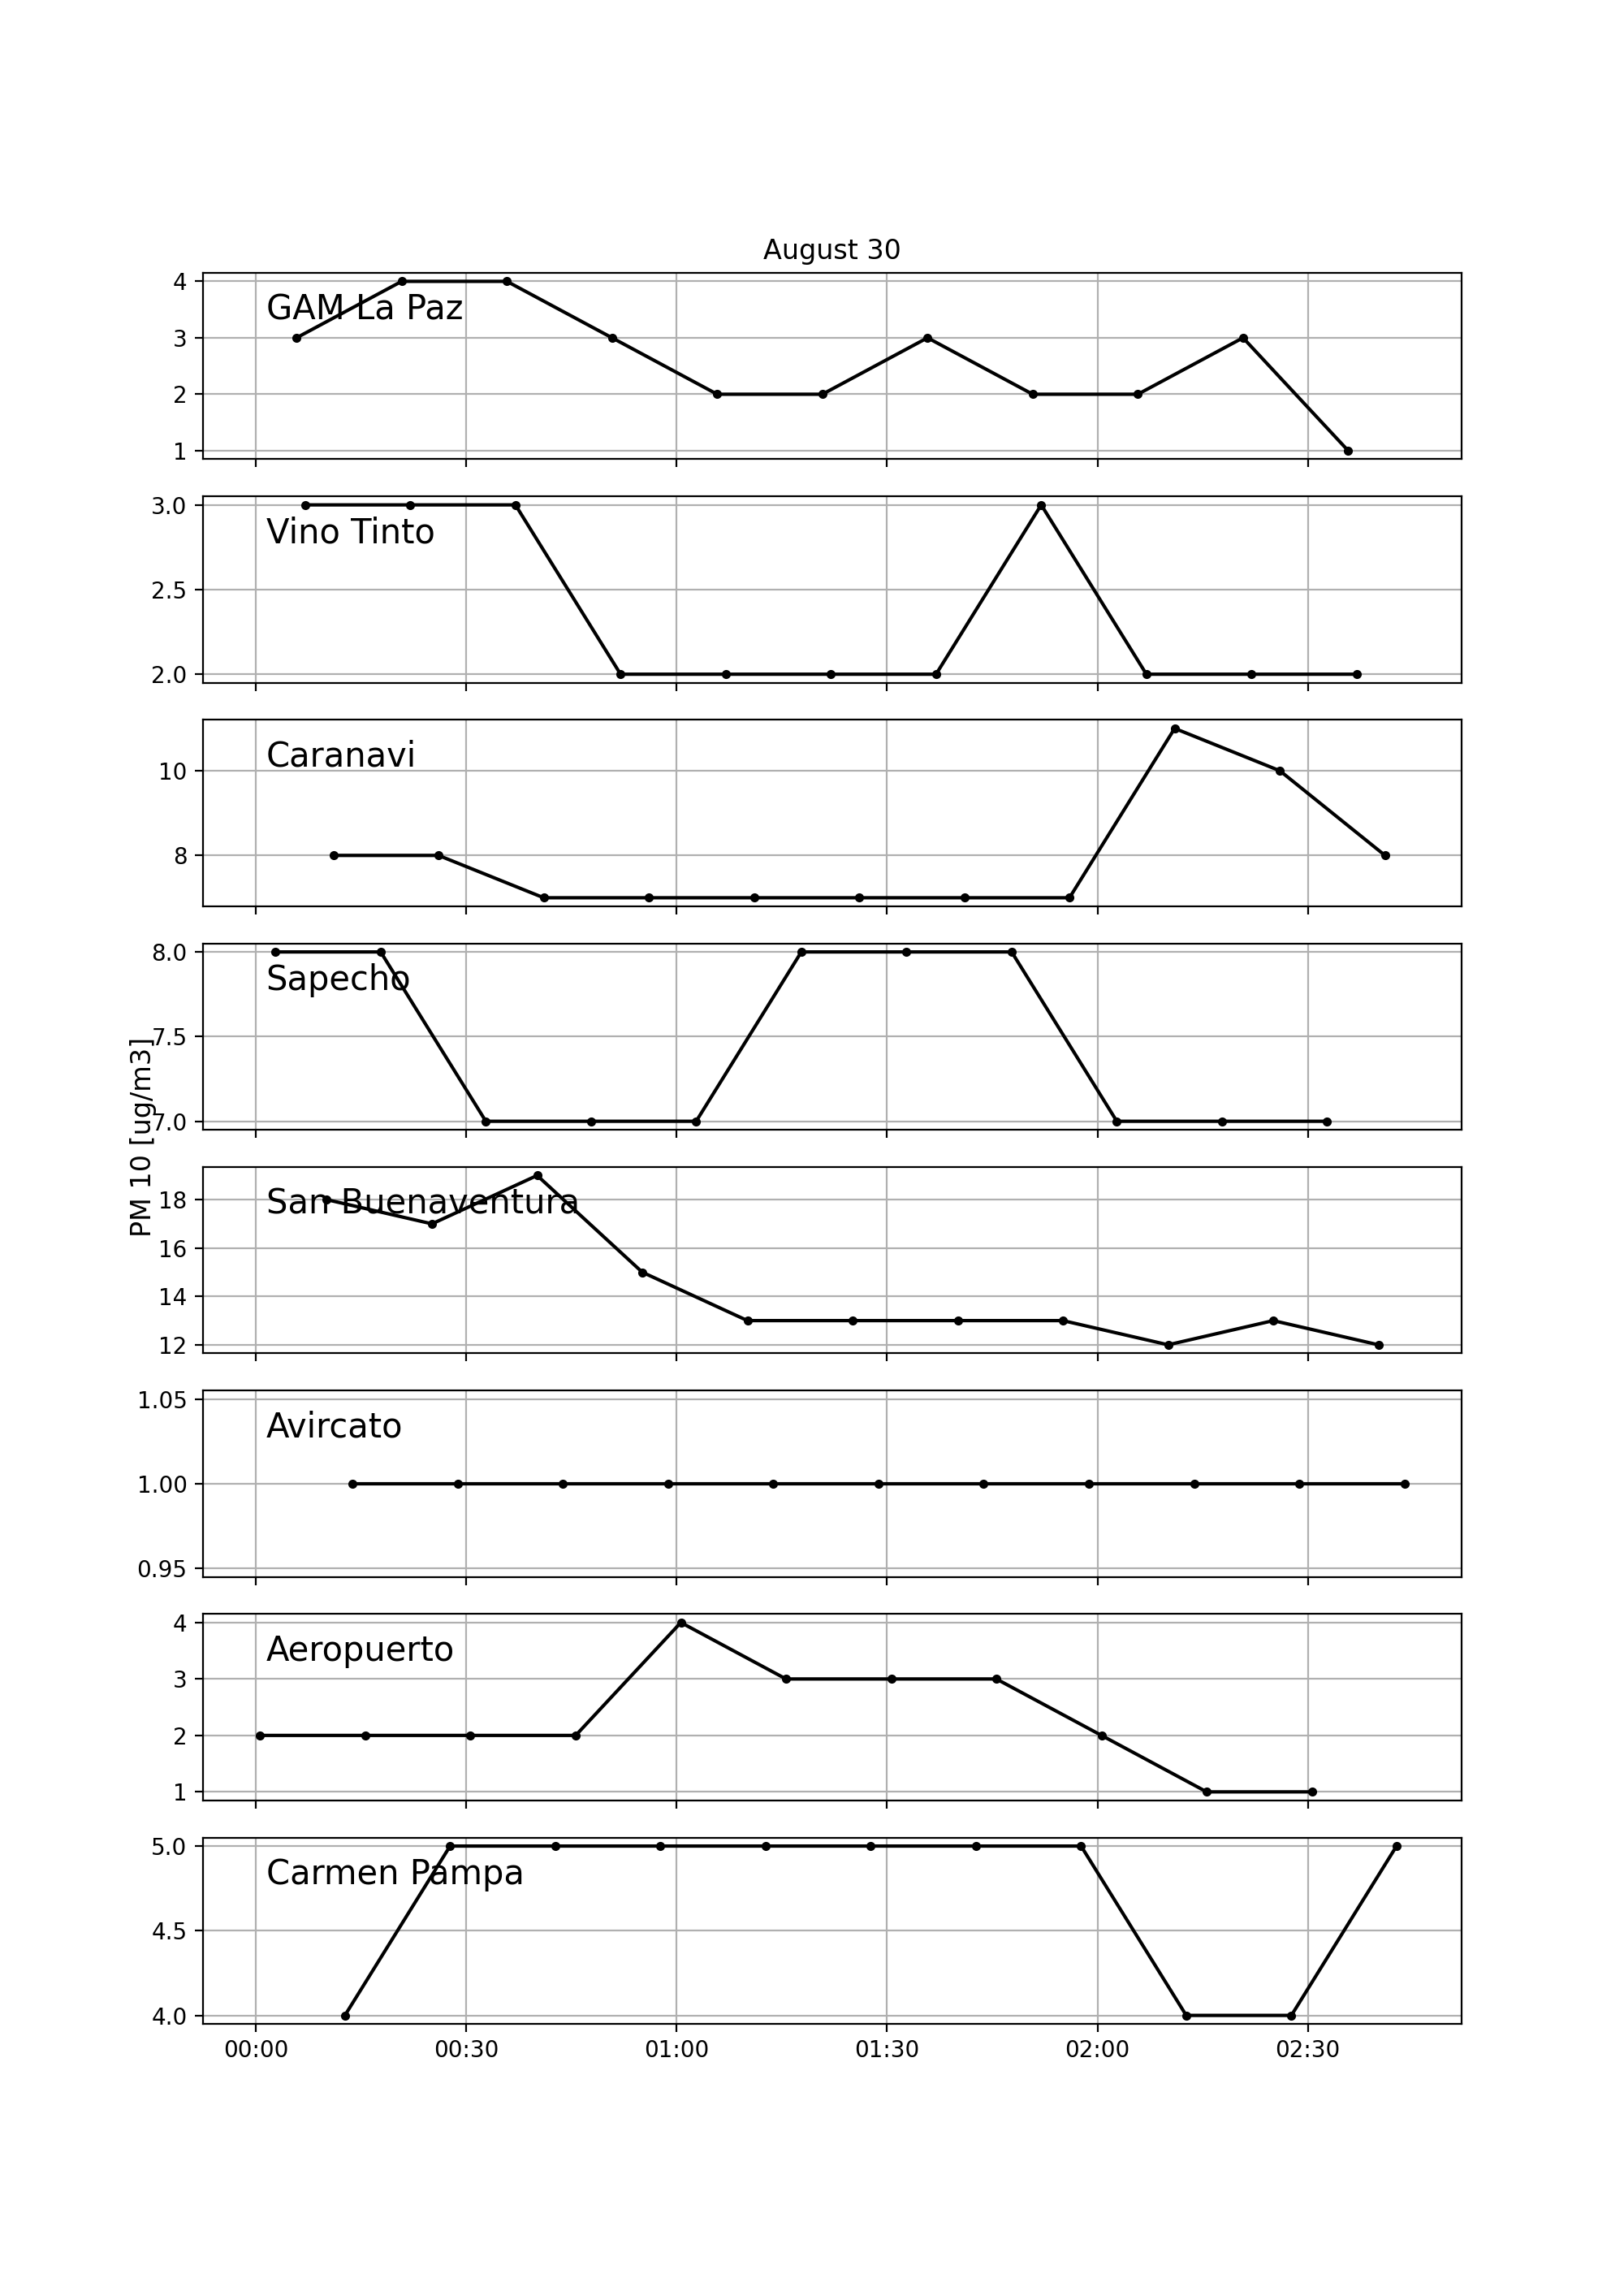 August 30
4
GAM La Paz
3
2
1
3.0
Vino Tinto
2.5
2.0
Caranavi
10
8
8.0
Sapecho
7.5
7.0
PM 10 [ug/m3]
San Buenaventura
18
16
14
12
1.05
Avircato
1.00
0.95
4
Aeropuerto
3
2
1
5.0
Carmen Pampa
4.5
4.0
00:00 00:30 01:00 01:30 02:00 02:30